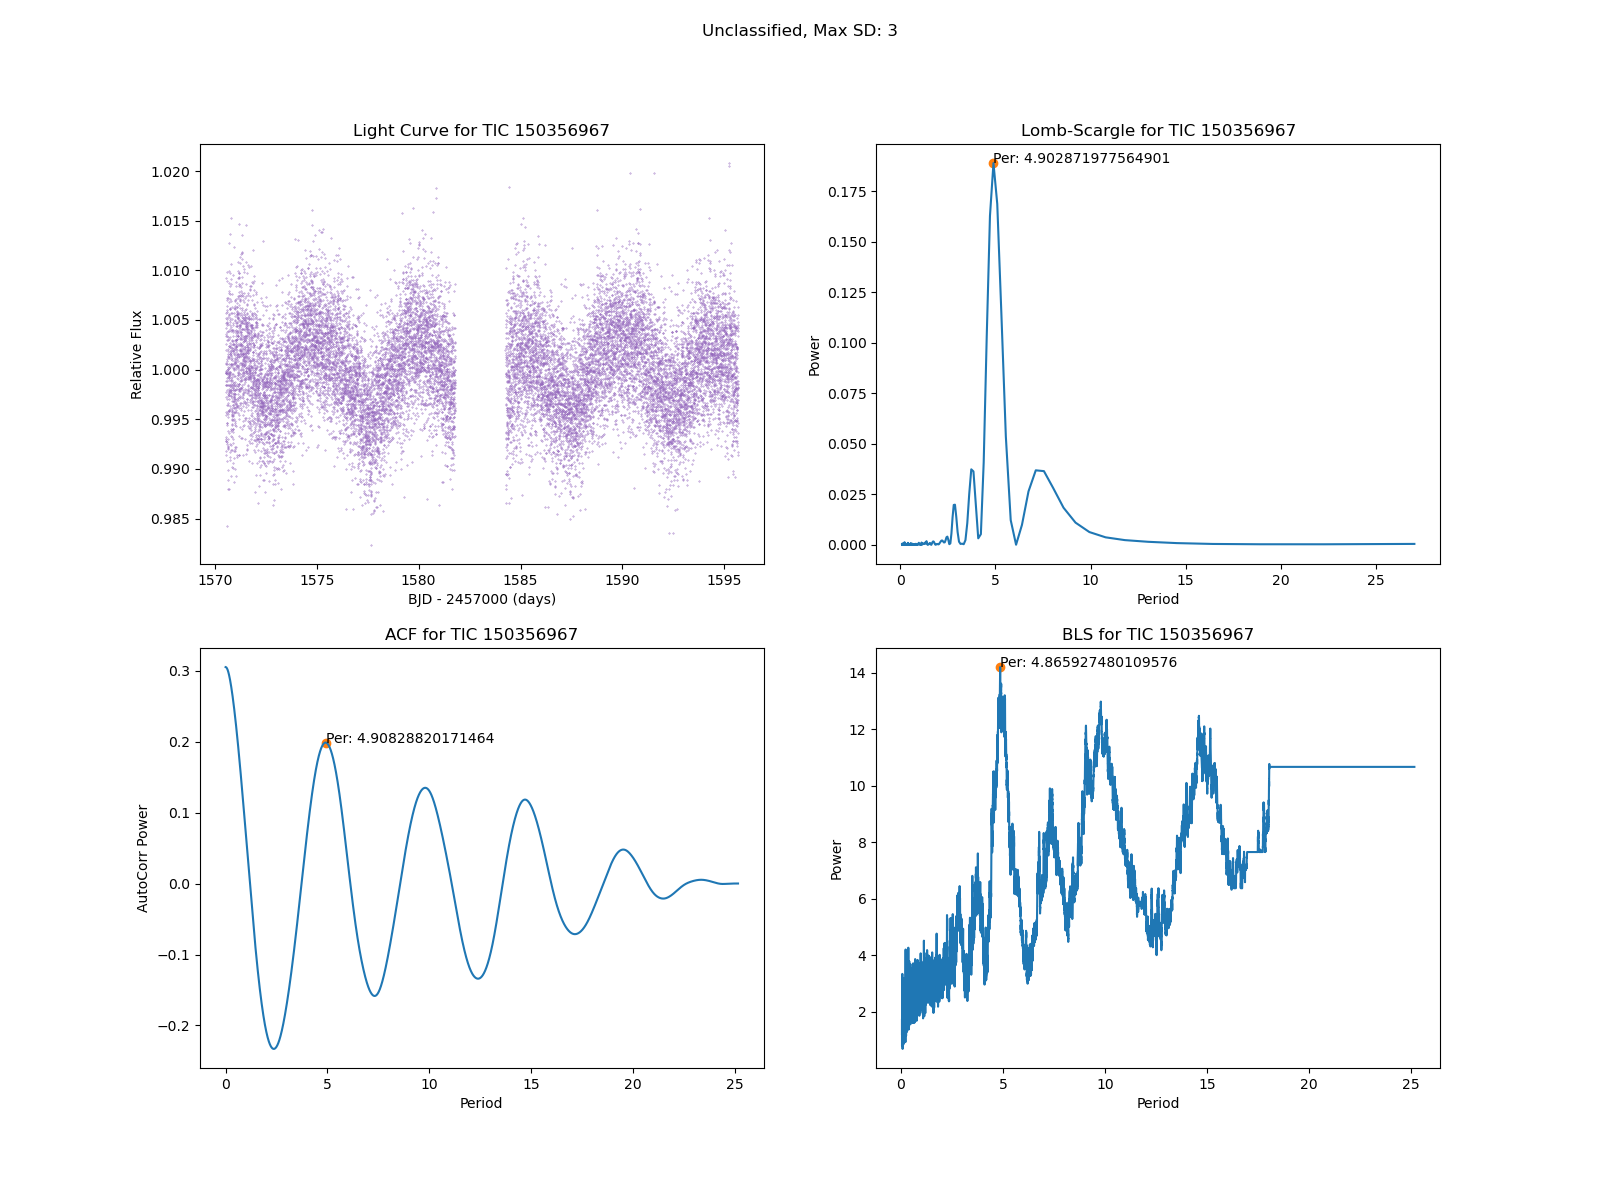 Unclassified, Max SD: 3
Light Curve for TIC 150356967
1.020
1.015
1.010
1.005
1.000
0.995
0.990
0.985
Relative Flux
1570 1575 1580 1585 1590 1595
BJD - 2457000 (days)
Lomb-Scargle for TIC 150356967
Per: 4.902871977564901
0.175
0.150
0.125
0.100
0.075
0.050
0.025
0.000
Power
0 5 10 15 20 25
Period
ACF for TIC 150356967
Per: 4.90828820171464
0.3
0.2
0.1
0.0
−0.1
−0.2
AutoCorr Power
0 5 10 15 20 25
Period
BLS for TIC 150356967
Per: 4.865927480109576
14
12
10
8
6
4
2
Power
0 5 10 15 20 25
Period